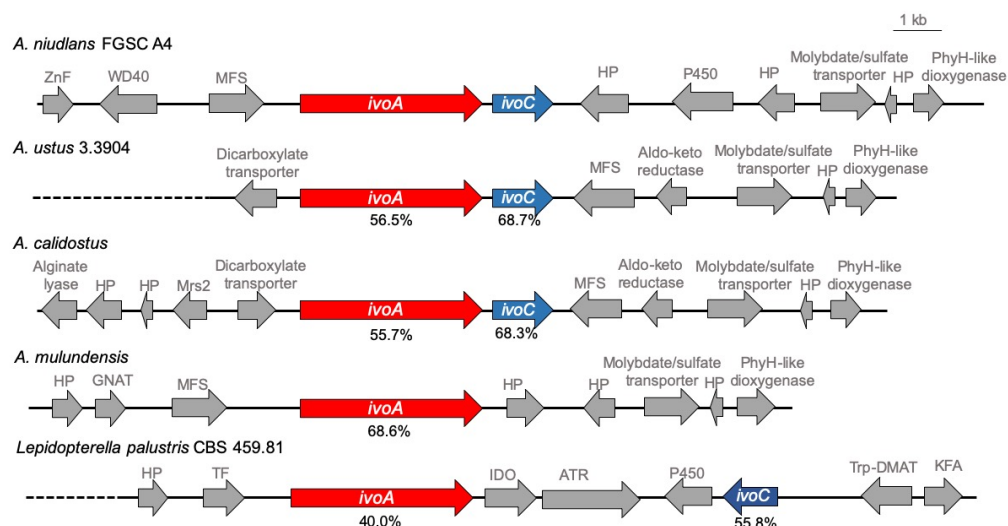 1 kb
A. niudlans FGSC A4
ZnF WD40 MFS HP P450 HP Molybdate/sulfate transporter HP PhyH-like dioxygenase
ivoA ivoC
A. ustus 3.3904
Dicarboxylate transporter MFS Aldo-keto reductase Molybdate/sulfate transporter HP PhyH-like dioxygenase
ivoA ivoC
56.5% 68.7%
A. calidostus
Alginate lyase HP HP Mrs2 Dicarboxylate transporter MFS Aldo-keto reductase Molybdate/sulfate transporter HP PhyH-like dioxygenase
ivoA ivoC
55.7% 68.3%
A. mulundensis
HP GNAT MFS HP HP Molybdate/sulfate transporter HP PhyH-like dioxygenase
ivoA
68.6%
Lepidopterella palustris CBS 459.81
HP TF IDO ATR P450 Trp-DMAT KFA
ivoA ivoC
40.0% 55.8%